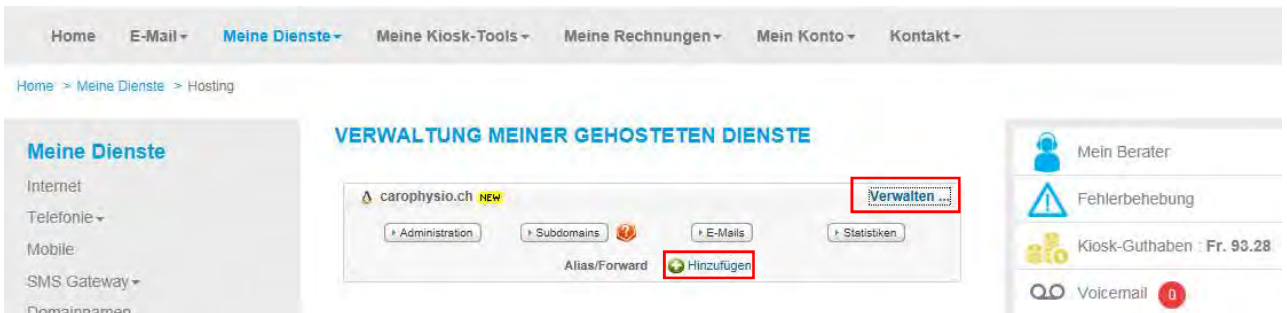 Home E-Mail Meine Dienste Meine Kiosk-Tools Meine Rechnungen Mein Konto Kontakt
Home > Meine Dienste > Hosting
Meine Dienste
Internet
Telefonie
Mobile
SMS Gateway
Domainnamen
VERWALTUNG MEINER GEHOSTETEN DIENSTE
carophysio.ch NEW Verwalten ...
Administration Subdomains ? E-Mails Statistiken
Alias/Forward Hinzufügen
Mein Berater
Fehlerbehebung
Kiosk-Guthaben : Fr. 93.28
Voicemail 0